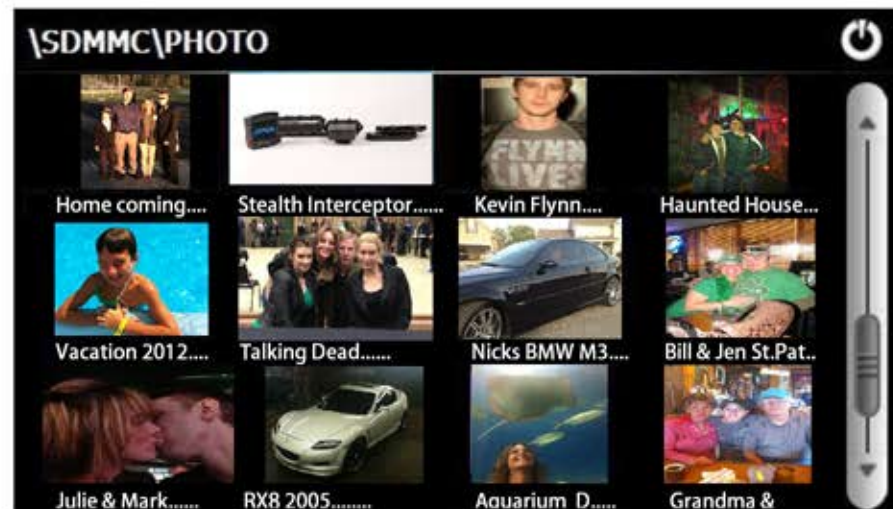 \SDMMC\PHOTO
FLYNN
LIVES
Home coming....
Stealth Interceptor......
Kevin Flynn....
Haunted House...
Vacation 2012....
Talking Dead......
Nicks BMW M3....
Bill & Jen St.Pat..
Julie & Mark......
RX8 2005........
Aquarium D.....
Grandma &